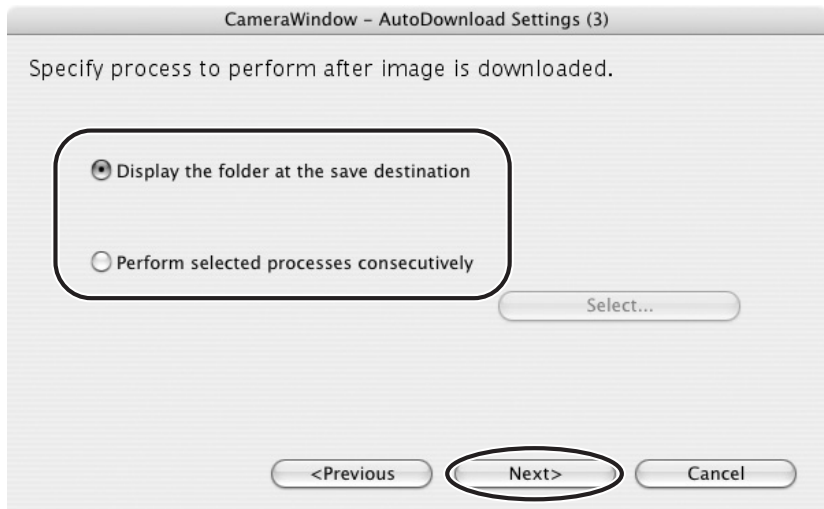 CameraWindow – AutoDownload Settings (3)
Specify process to perform after image is downloaded.
Display the folder at the save destination
Perform selected processes consecutively
Select...
<Previous
Next>
Cancel